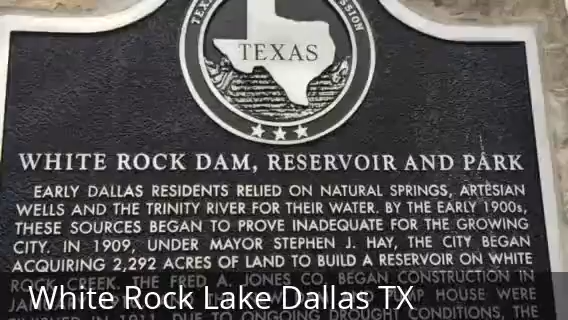 TEXAS
WHITE ROCK DAM, RESERVOIR AND PARK
EARLY DALLAS RESIDENTS RELIED ON NATURAL SPRINGS, ARTESIAN
WELLS AND THE TRINITY RIVER FOR THEIR WATER. BY THE EARLY 1900s,
THESE SOURCES BEGAN TO PROVE INADEQUATE FOR THE GROWING
CITY. IN 1909, UNDER MAYOR STEPHEN J. HAY, THE CITY BEGAN
ACQUIRING 2,292 ACRES OF LAND TO BUILD A RESERVOIR ON WHITE
ROCK CREEK. THE FRED A. JONES CO. BEGAN CONSTRUCTION IN
HOUSE WERE
IN 1911. DUE TO ONGOING DROUGHT CONDITIONS, THE
White Rock Lake Dallas TX